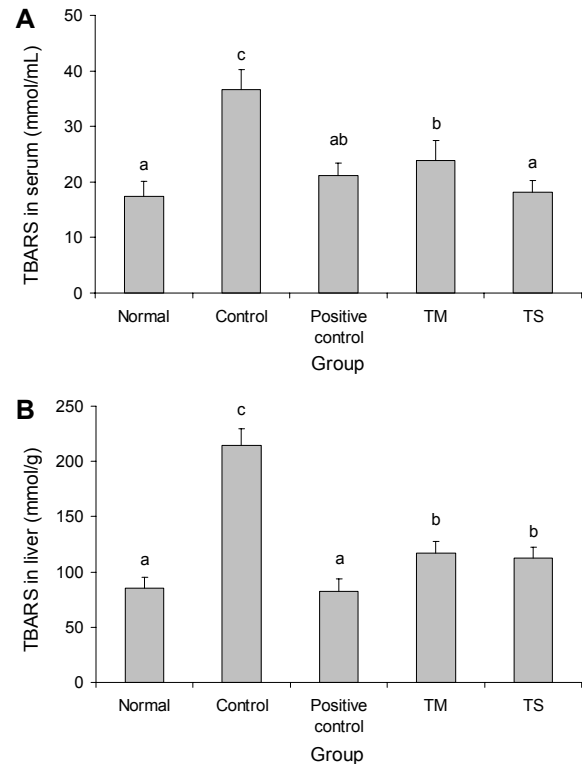 A
TBARS in serum (mmol/mL)
50
40
30
20
10
0
a
c
ab
b
a
Normal
Control
Positive
control
TM
TS
Group
B
TBARS in liver (mmol/g)
250
200
150
100
50
0
a
c
a
b
b
Normal
Control
Positive
control
TM
TS
Group